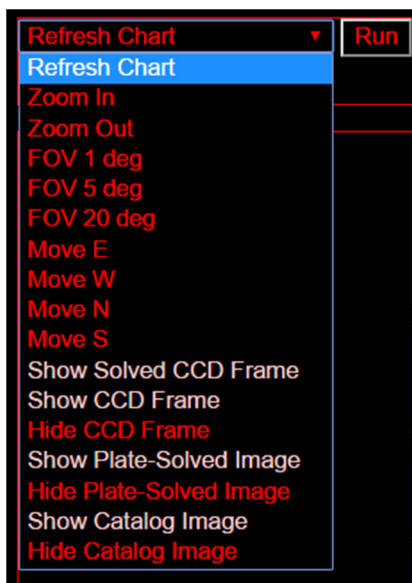 Refresh Chart ▼ Run
Refresh Chart
Zoom In
Zoom Out
FOV 1 deg
FOV 5 deg
FOV 20 deg
Move E
Move W
Move N
Move S
Show Solved CCD Frame
Show CCD Frame
Hide CCD Frame
Show Plate-Solved Image
Hide Plate-Solved Image
Show Catalog Image
Hide Catalog Image